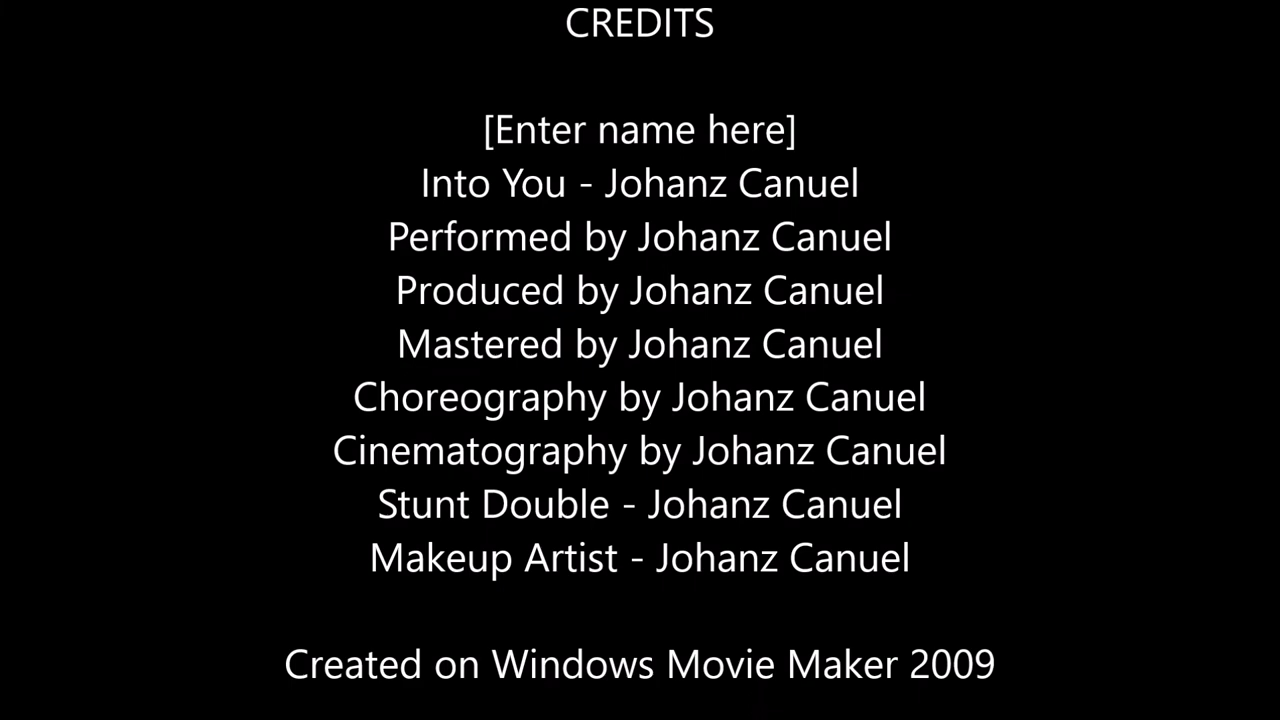 CREDITS
[Enter name here]
Into You - Johanz Canuel
Performed by Johanz Canuel
Produced by Johanz Canuel
Mastered by Johanz Canuel
Choreography by Johanz Canuel
Cinematography by Johanz Canuel
Stunt Double - Johanz Canuel
Makeup Artist - Johanz Canuel
Created on Windows Movie Maker 2009